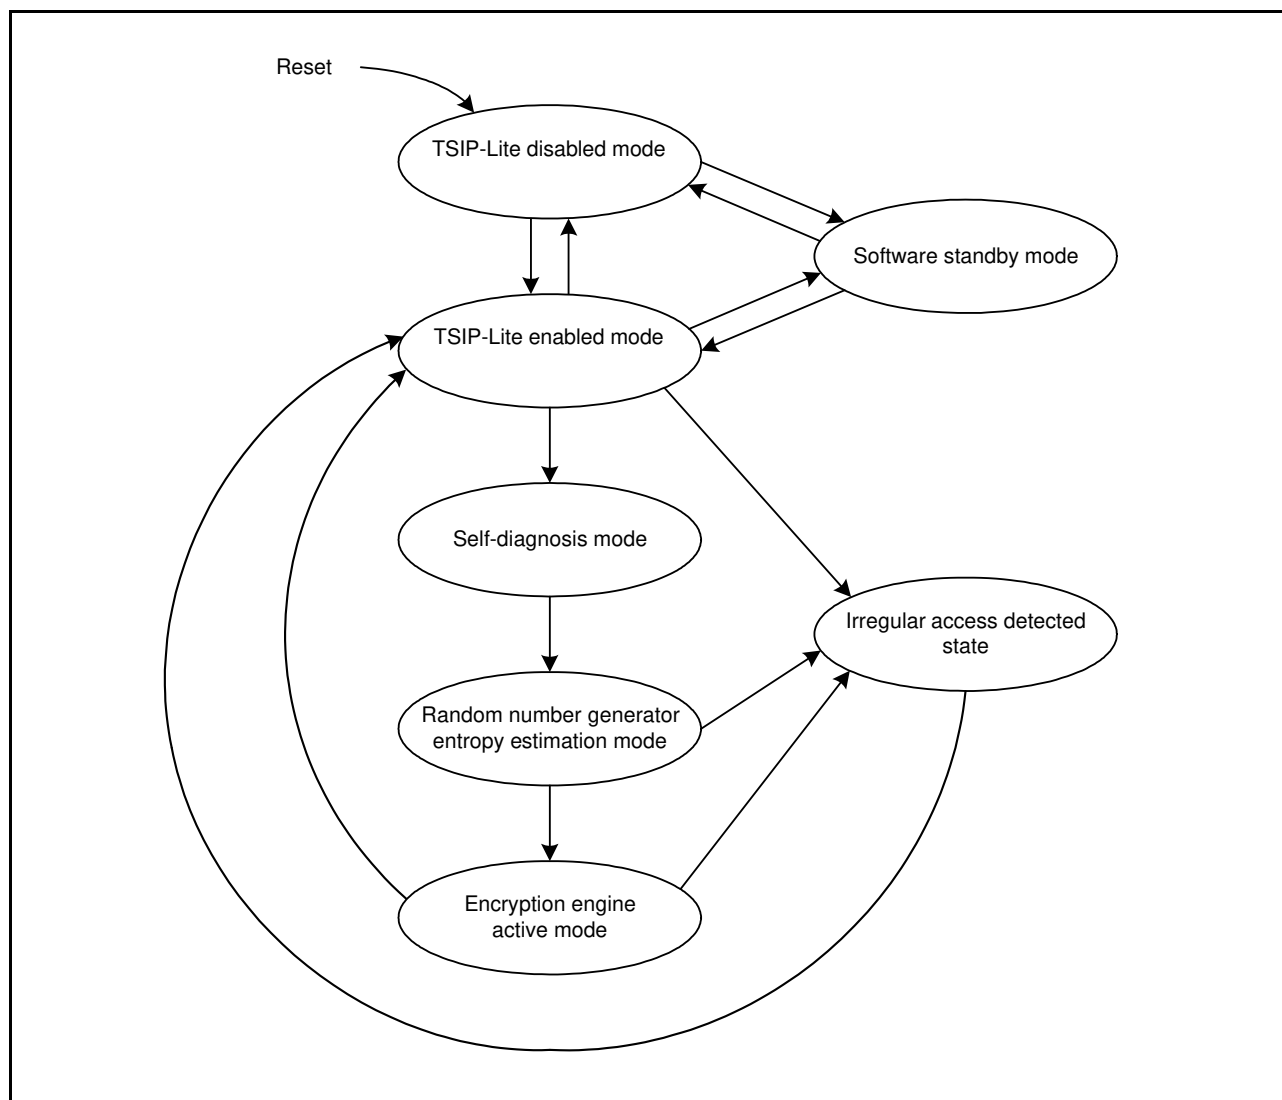 Reset
TSIP-Lite disabled mode
Software standby mode
TSIP-Lite enabled mode
Self-diagnosis mode
Irregular access detected
state
Random number generator
entropy estimation mode
Encryption engine
active mode